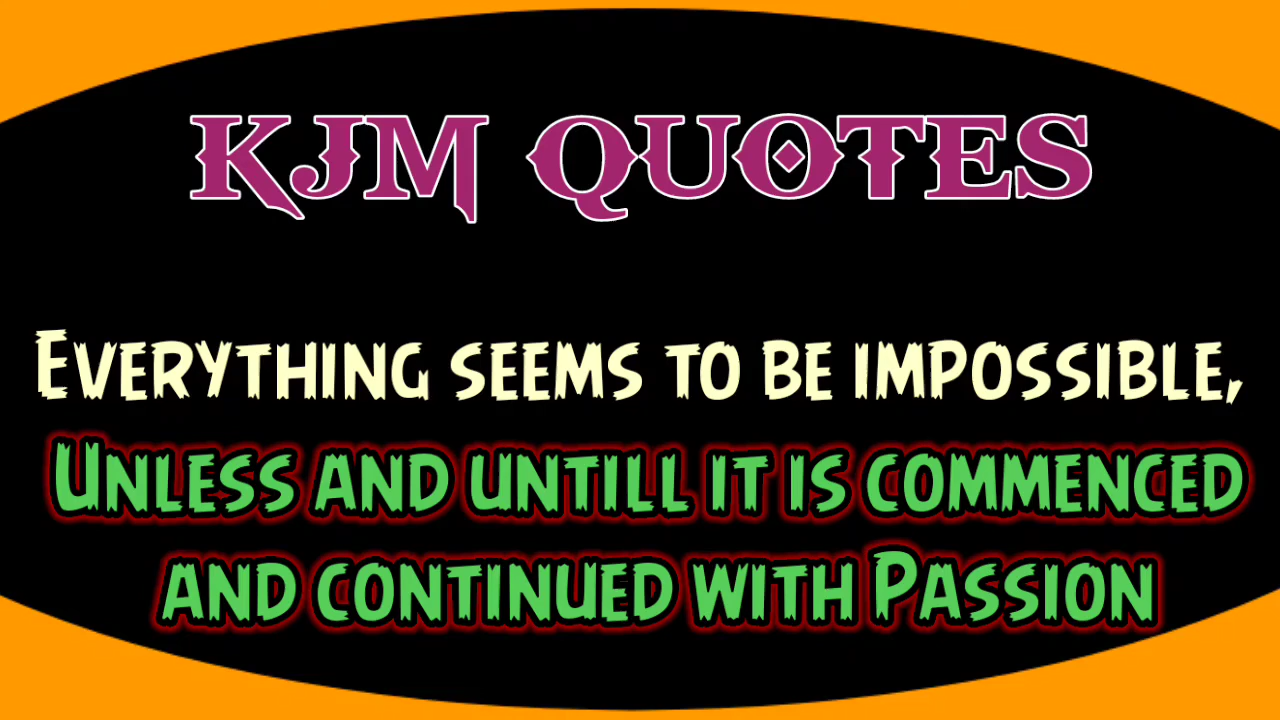 KJM QUOTES
Everything seems to be impossible,
Unless and untill it is commenced
and continued with Passion